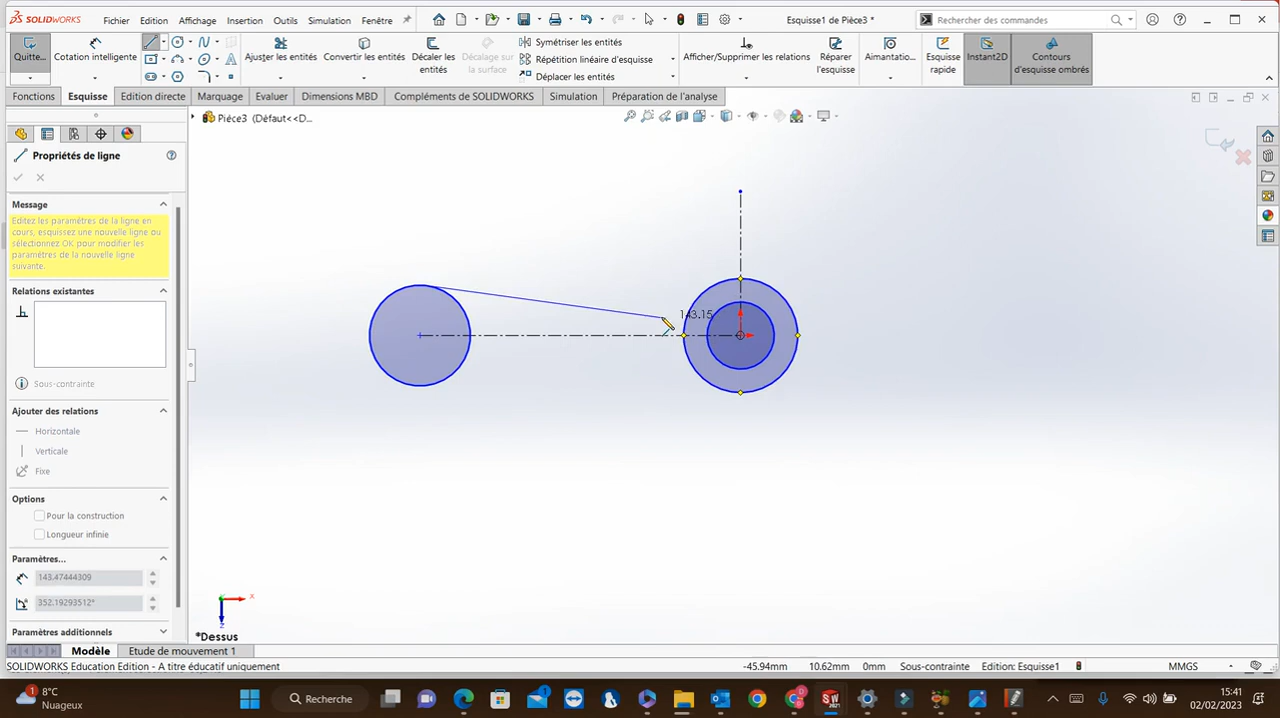 SOLIDWORKS
Fichier Edition Affichage Insertion Outils Simulation Fenêtre
Esquisse1 de Pièce3 *
Rechercher des commandes
Quitte... Cotation intelligente
Ajuster les entités Convertir les entités Décaler les entités Décalage sur la surface
Symétriser les entités
Répétition linéaire d'esquisse
Déplacer les entités
Afficher/Supprimer les relations Réparer l'esquisse Aimantation... Esquisse rapide Instant2D Contours d'esquisse ombrés
Fonctions Esquisse Edition directe Marquage Evaluer Dimensions MBD Compléments de SOLIDWORKS Simulation Préparation de l'analyse
Pièce3 (Défaut<<D...
Propriétés de ligne
Message
Editez les paramètres de la ligne en
cours, esquissez une nouvelle ligne ou
sélectionnez OK pour modifier les
paramètres de la nouvelle ligne
suivante.
Relations existantes
Sous-contrainte
Ajouter des relations
Horizontale
Verticale
Fixe
Options
Pour la construction
Longueur infinie
Paramètres...
143.47444309
352.19293512°
Paramètres additionnels
143.15
x
z
*Dessus
Modèle Etude de mouvement 1
SOLIDWORKS Education Edition - A titre éducatif uniquement
-45.94mm 10.62mm 0mm Sous-contrainte Edition: Esquisse1 MMGS
8°C
Nuageux
Recherche
15:41
02/02/2023